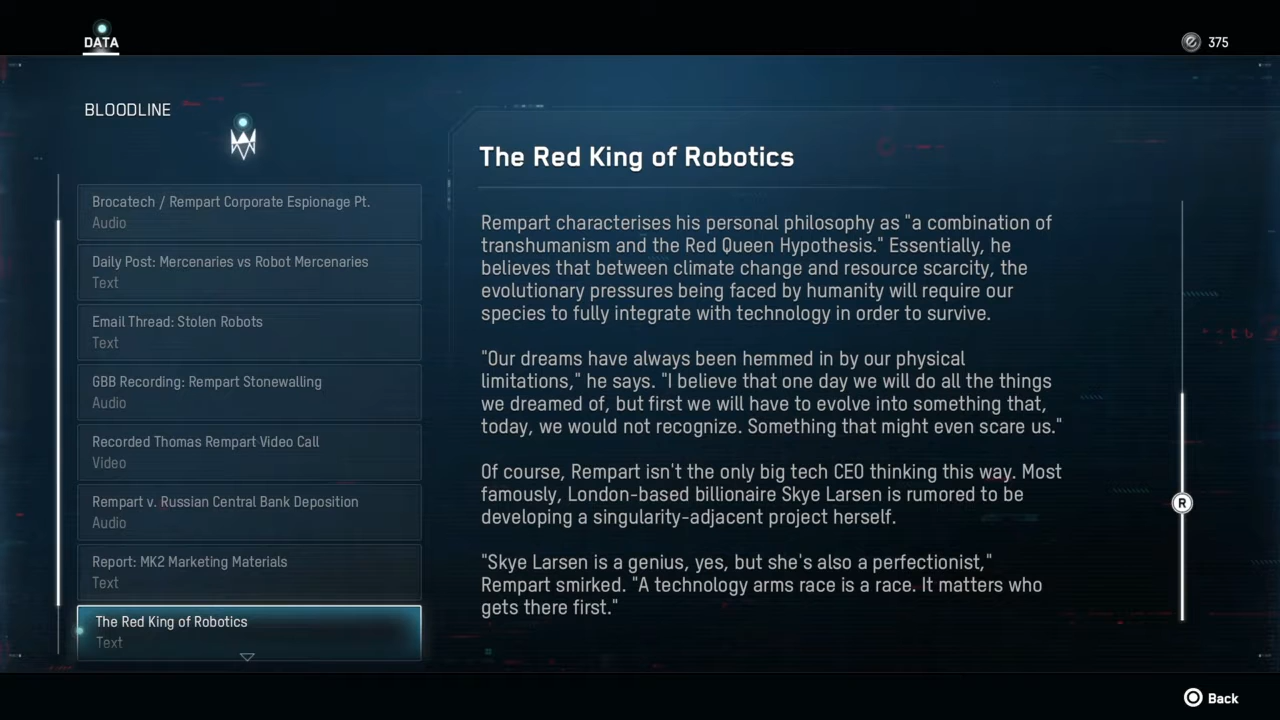 DATA
375
BLOODLINE
Brocatech / Rempart Corporate Espionage Pt.
Audio
Daily Post: Mercenaries vs Robot Mercenaries
Text
Email Thread: Stolen Robots
Text
GBB Recording: Rempart Stonewalling
Audio
Recorded Thomas Rempart Video Call
Video
Rempart v. Russian Central Bank Deposition
Audio
Report: MK2 Marketing Materials
Text
The Red King of Robotics
Text
The Red King of Robotics
Rempart characterises his personal philosophy as "a combination of
transhumanism and the Red Queen Hypothesis." Essentially, he
believes that between climate change and resource scarcity, the
evolutionary pressures being faced by humanity will require our
species to fully integrate with technology in order to survive.
"Our dreams have always been hemmed in by our physical
limitations," he says. "I believe that one day we will do all the things
we dreamed of, but first we will have to evolve into something that,
today, we would not recognize. Something that might even scare us."
Of course, Rempart isn't the only big tech CEO thinking this way. Most
famously, London-based billionaire Skye Larsen is rumored to be
developing a singularity-adjacent project herself.
"Skye Larsen is a genius, yes, but she's also a perfectionist,"
Rempart smirked. "A technology arms race is a race. It matters who
gets there first."
R
Back